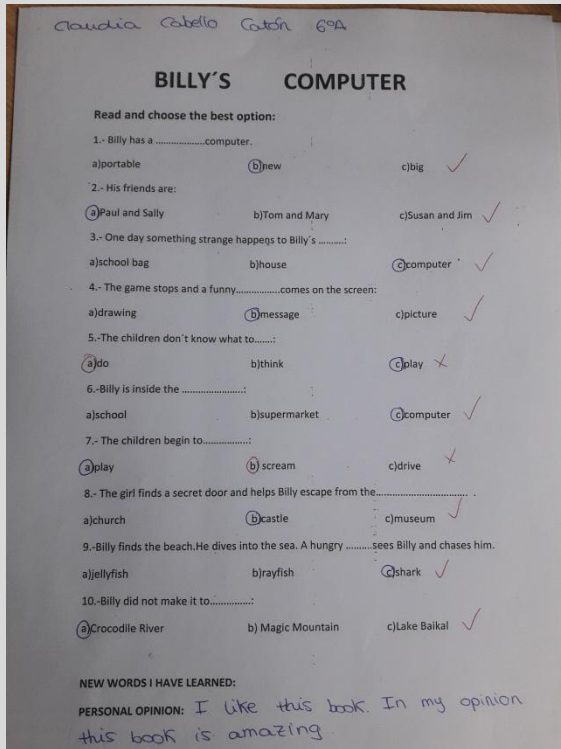 Claudia Cabello Catón 6ºA
BILLY´S COMPUTER
Read and choose the best option:
1.- Billy has a ...................computer.
a)portable b)new c)big
2.- His friends are:
a)Paul and Sally b)Tom and Mary c)Susan and Jim
3.- One day something strange happens to Billy´s .........:
a)school bag b)house c)computer
4.- The game stops and a funny................comes on the screen:
a)drawing b)message c)picture
5.-The children don´t know what to.......:
a)do b)think c)play
6.-Billy is inside the ......................:
a)school b)supermarket c)computer
7.- The children begin to.................:
a)play b) scream c)drive
8.- The girl finds a secret door and helps Billy escape from the................................ .
a)church b)castle c)museum
9.-Billy finds the beach.He dives into the sea. A hungry .........sees Billy and chases him.
a)jellyfish b)rayfish c)shark
10.-Billy did not make it to...............:
a)Crocodile River b) Magic Mountain c)Lake Baikal
NEW WORDS I HAVE LEARNED:
PERSONAL OPINION: I like this book. In my opinion
this book is amazing.